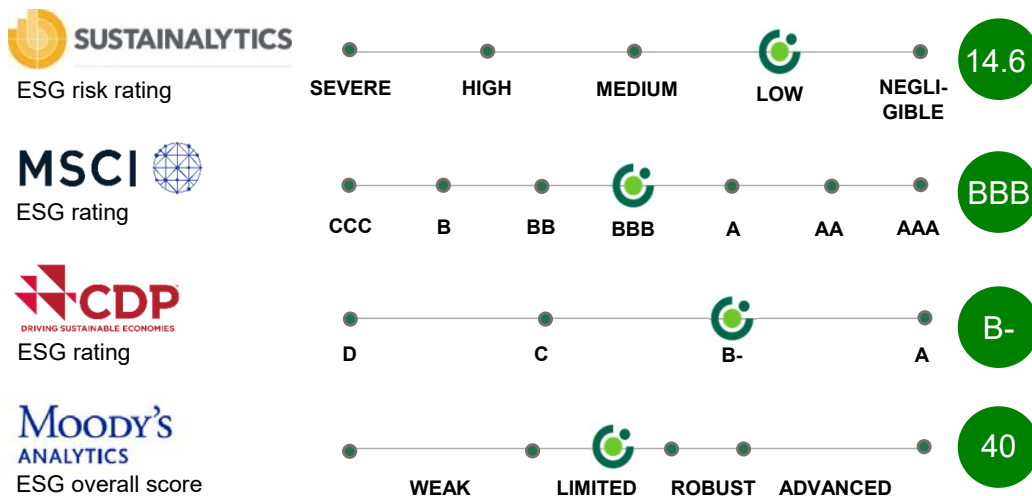 SUSTAINALYTICS
ESG risk rating
SEVERE HIGH MEDIUM LOW NEGLI-
GIBLE
14.6
MSCI
ESG rating
CCC B BB BBB A AA AAA
BBB
CDP
DRIVING SUSTAINABLE ECONOMIES
ESG rating
D C B- A
B-
MOODY'S
ANALYTICS
ESG overall score
WEAK LIMITED ROBUST ADVANCED
40